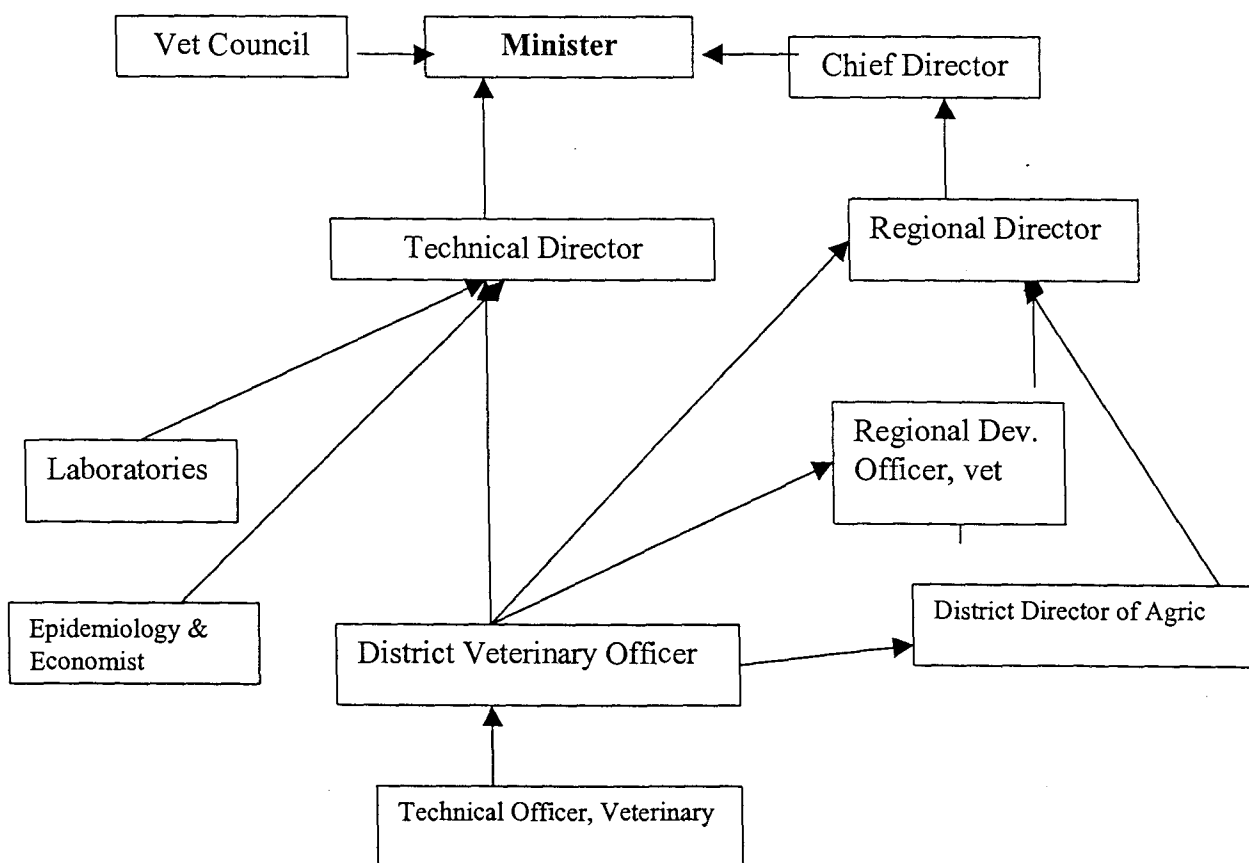 Vet Council
Minister
Chief Director
Technical Director
Regional Director
Laboratories
Regional Dev.
Officer, vet
Epidemiology &
Economist
District Veterinary Officer
District Director of Agric
Technical Officer, Veterinary